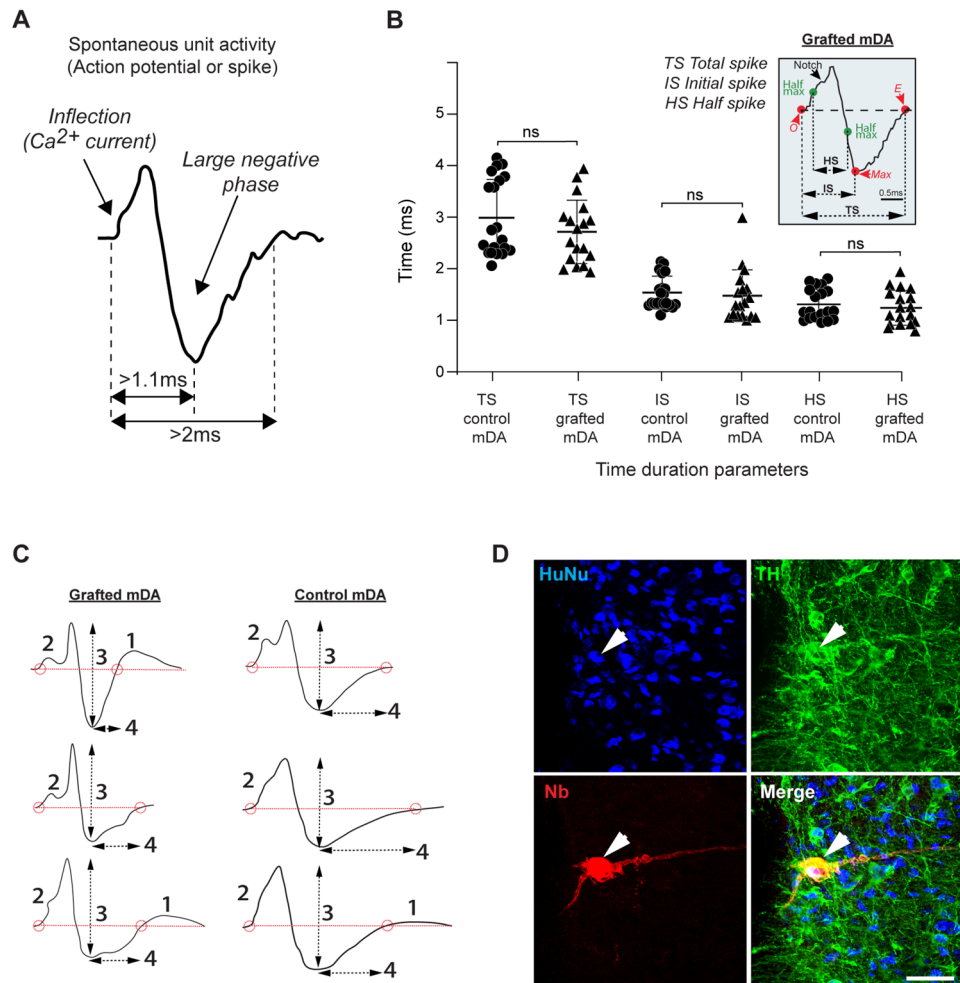 A
Spontaneous unit activity
(Action potential or spike)
Inflection
(Ca2+
current)
Large negative
phase
>1.1ms
>2ms
B
TS Total spike
IS Initial spike
HS Half spike
Grafted mDA
Notch
Half
max
Half
max
O
E
Max
HS
IS
TS
0.5ms
ns
ns
ns
Time (ms)
5
4
3
2
1
0
TS
control
mDA
TS
grafted
mDA
IS
control
mDA
IS
grafted
mDA
HS
control
mDA
HS
grafted
mDA
Time duration parameters
C
Grafted mDA
Control mDA
2
3
1
4
2
3
4
2
3
4
2
3
4
2
3
1
4
2
3
1
4
D
HuNu
TH
Nb
Merge